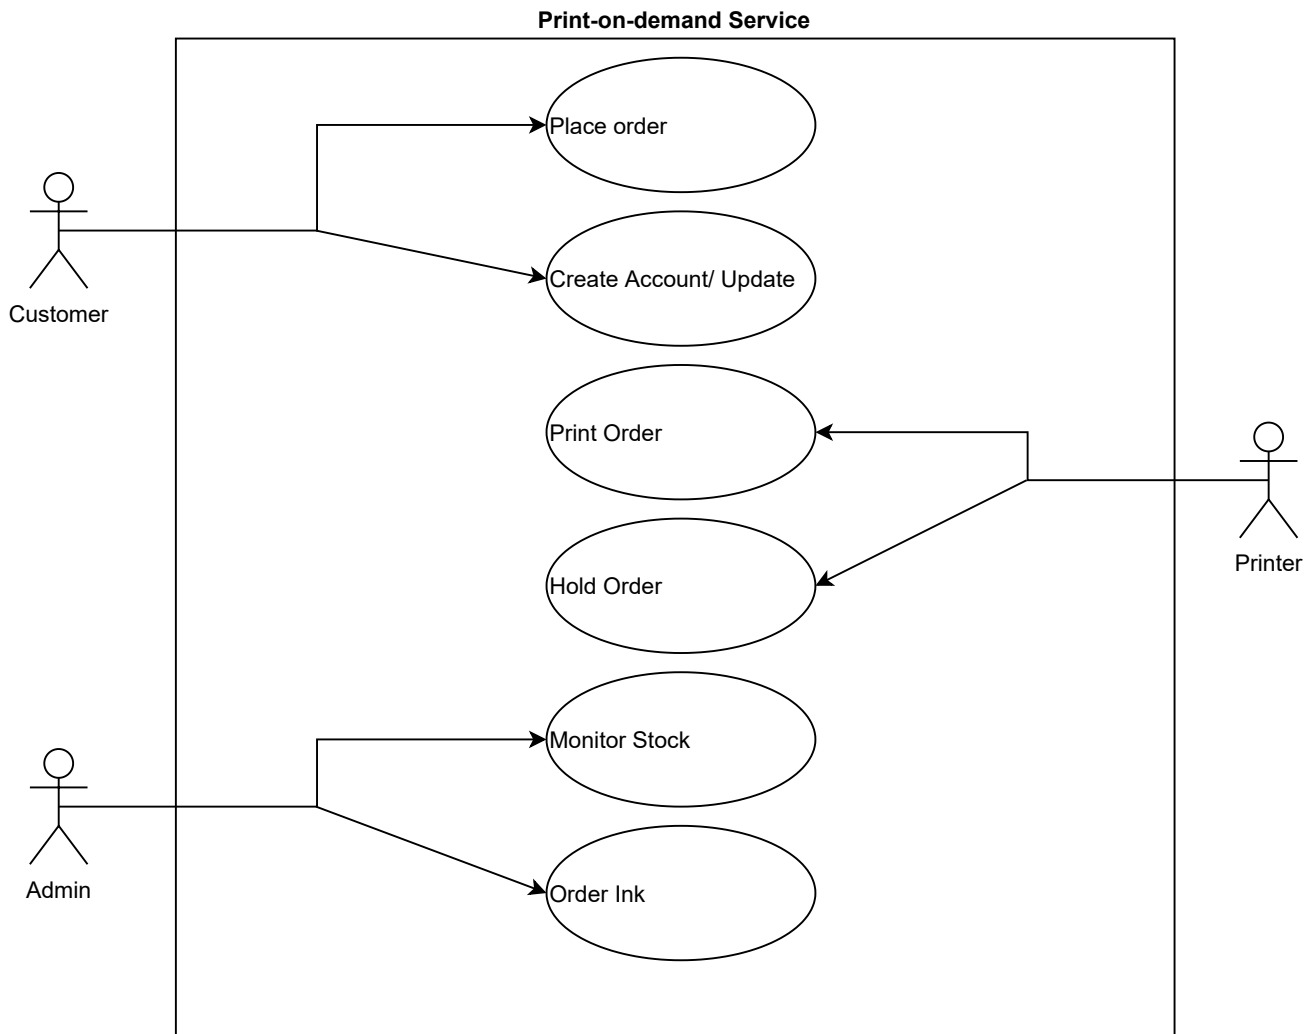 Print-on-demand Service
Place order
Create Account/ Update
Customer
Print Order
Hold Order
Printer
Monitor Stock
Order Ink
Admin